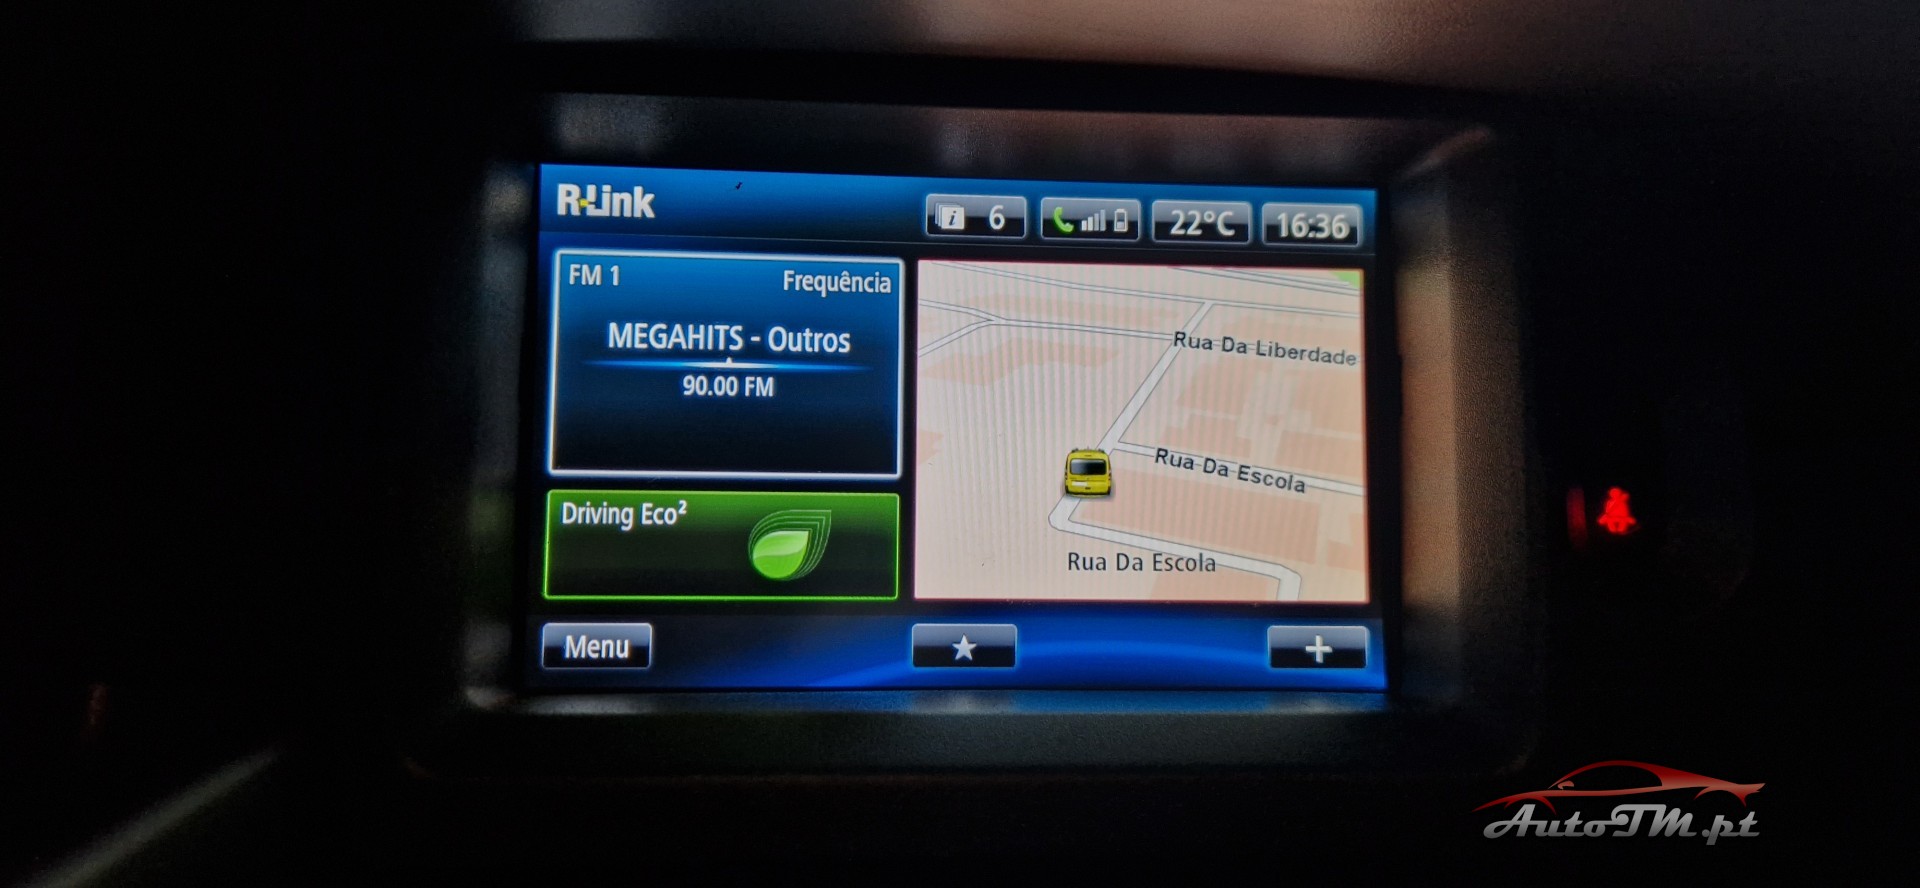 R-Link
6
22°C
16:36
FM 1
Frequência
MEGAHITS - Outros
90.00 FM
Driving Eco²
Rua Da Liberdade
Rua Da Escola
Rua Da Escola
Menu
AutoTM.pt